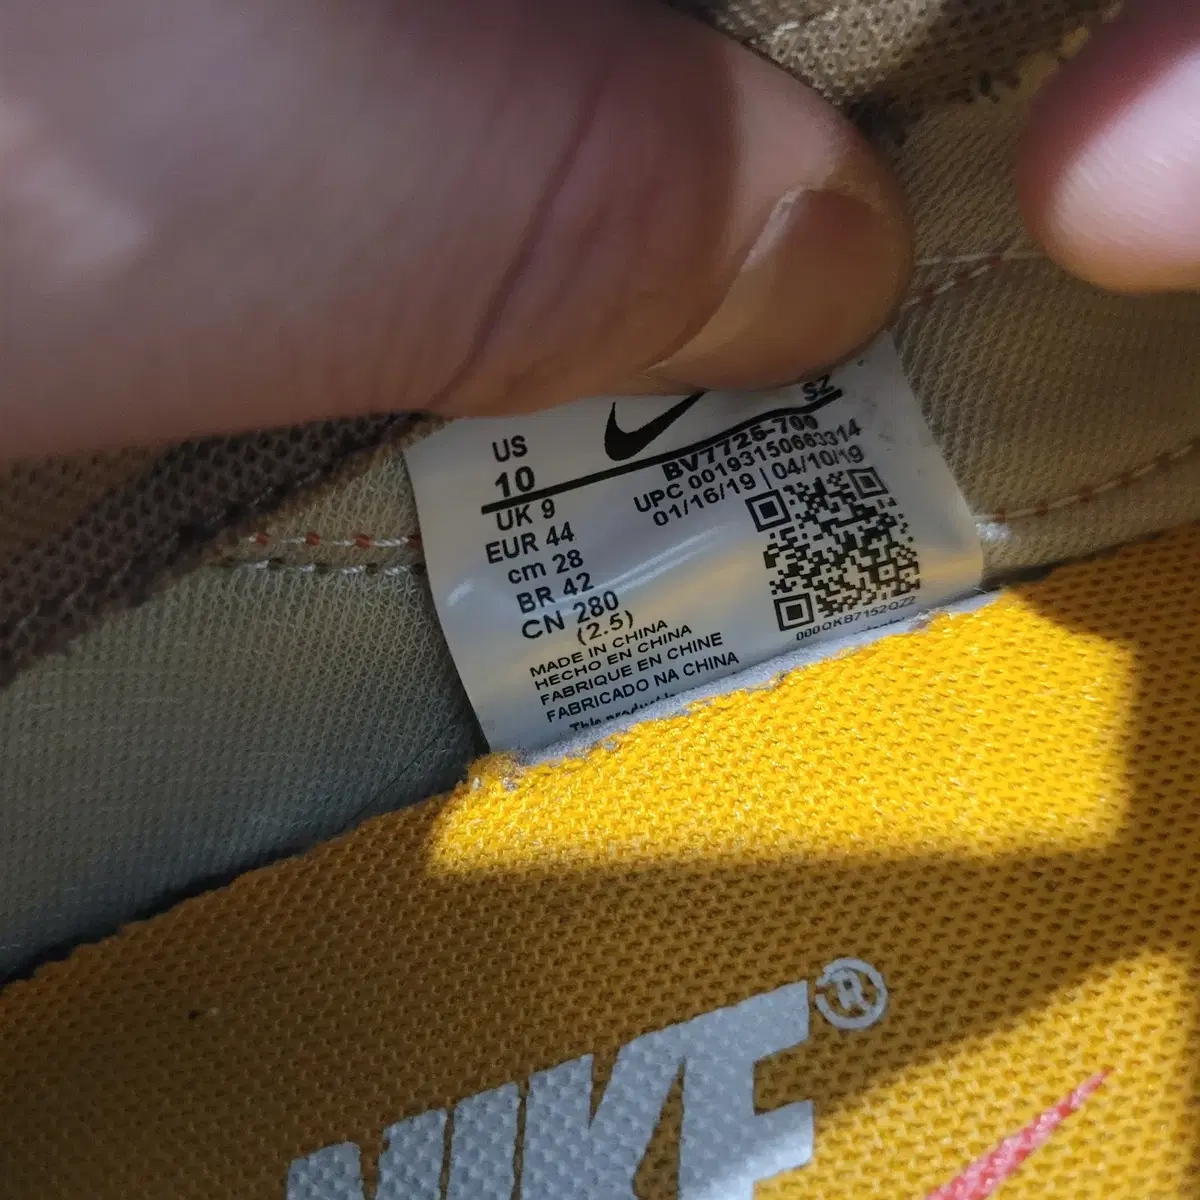 US
10
UK 9
EUR 44
cm 28
BR 42
CN 280
(2.5)
MADE IN CHINA
HECHO EN CHINA
FABRIQUE EN CHINE
FABRICADO NA CHINA
This product
SZ
BV7725-700
UPC 00193150663314
01/16/19 | 04/10/19
000QKB7152QZ2
NIKE®